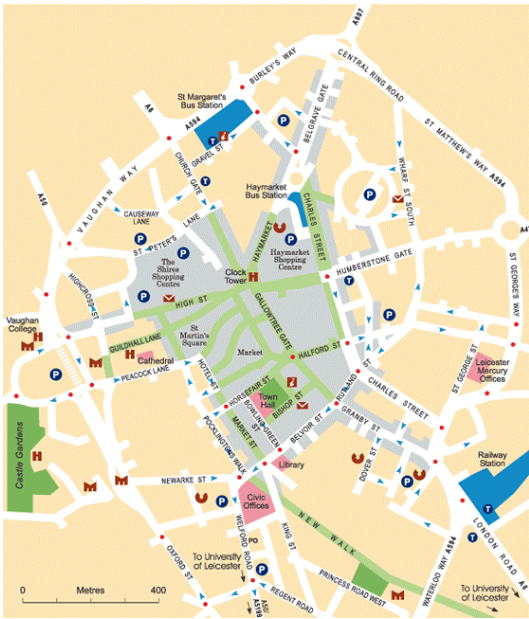 A607
BURLEY'S WAY
CENTRAL RING ROAD
St Margaret's
Bus Station
A6
A594
P
BELGRAVE GATE
T
i
GRAVEL ST
ST MATTHEW'S WAY
A594
CHURCH GATE
WHARF ST SOUTH
A50
VAUGHAN WAY
T
Haymarket
Bus Station
P
CAUSEWAY
LANE
P
ST PETER'S LANE
HAYMARKET
CHARLES STREET
P
P
Haymarket
Shopping
Centre
A47
The
Shires
Shopping
Centre
Clock
Tower
H
HUMBERSTONE GATE
T
HIGHCROSS ST
P
HIGH ST
GALLOWTREE GATE
ST GEORGE'S WAY
Vaughan
College
H
GUILDHALL LANE
H
St
Martin's
Square
P
Cathedral
Market
HALFORD ST
P
PEACOCK LANE
HOTEL ST
RUTLAND ST
ST GEORGE ST
Leicester
Mercury
Offices
HORSEFAIR ST
i
Town
Hall
BISHOP ST
CHARLES STREET
Castle Gardens
H
POCKLINGTONS WALK
MARKET ST
BOWLING GREEN
ST
BELVOIR ST
GRANBY ST
DOVER ST
Railway
Station
Library
NEWARKE ST
P
Civic
Offices
P
T
T
WELFORD ROAD
KING ST
NEW WALK
A594
LONDON ROAD
OXFORD ST
PO
To University
of Leicester
P
PRINCESS ROAD WEST
WATERLOO WAY
A6
To University
of Leicester
0 Metres 400
REGENT ROAD
A50/
A5199